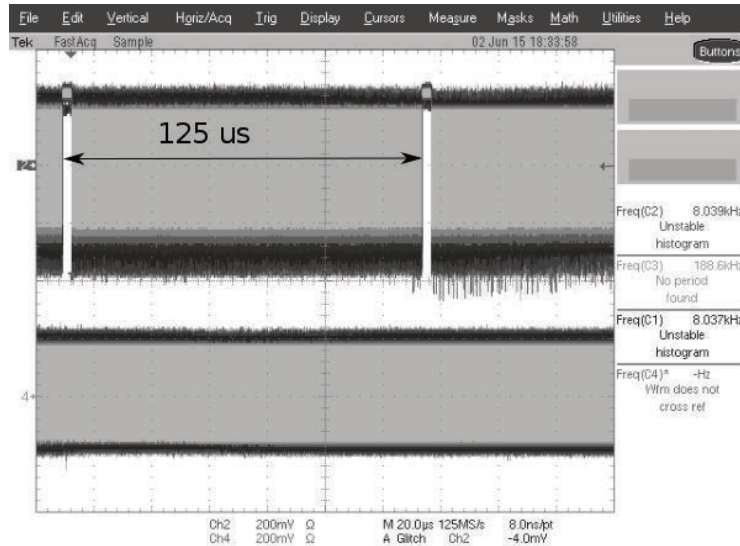 File Edit Vertical Horiz/Acq Trig Display Cursors Measure Masks Math Utilities Help
Tek FastAcq Sample 02 Jun 15 18:33:58 Buttons
125 us
2
4
Freq(C2) 8.039kHz
Unstable
histogram
Freq(C3) 188.6kHz
No period
found
Freq(C1) 8.037kHz
Unstable
histogram
Freq(C4)* -Hz
Wfm does not
cross ref
Ch2 200mV Ω M 20.0µs 125MS/s 8.0ns/pt
Ch4 200mV Ω A Glitch Ch2 -4.0mV